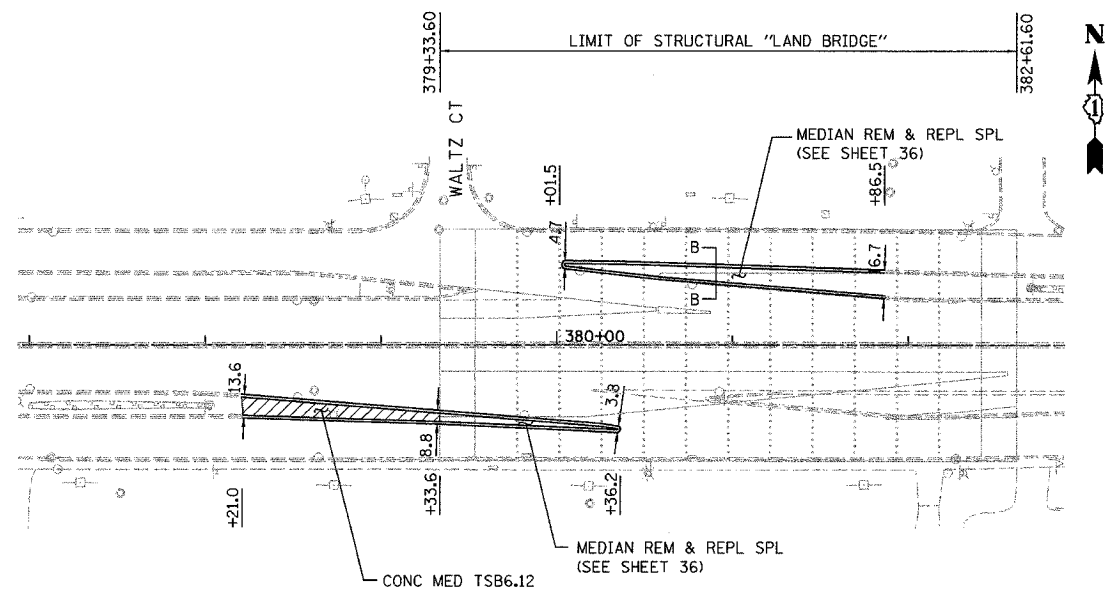 379+33.60
LIMIT OF STRUCTURAL "LAND BRIDGE"
382+61.60
N
1
WALTZ CT
MEDIAN REM & REPL SPL
(SEE SHEET 36)
+01.5
+86.5
4.7
B
6.7
B
380+00
13.6
3.8
8.8
+21.0
+33.6
+36.2
MEDIAN REM & REPL SPL
(SEE SHEET 36)
CONC MED TSB6.12